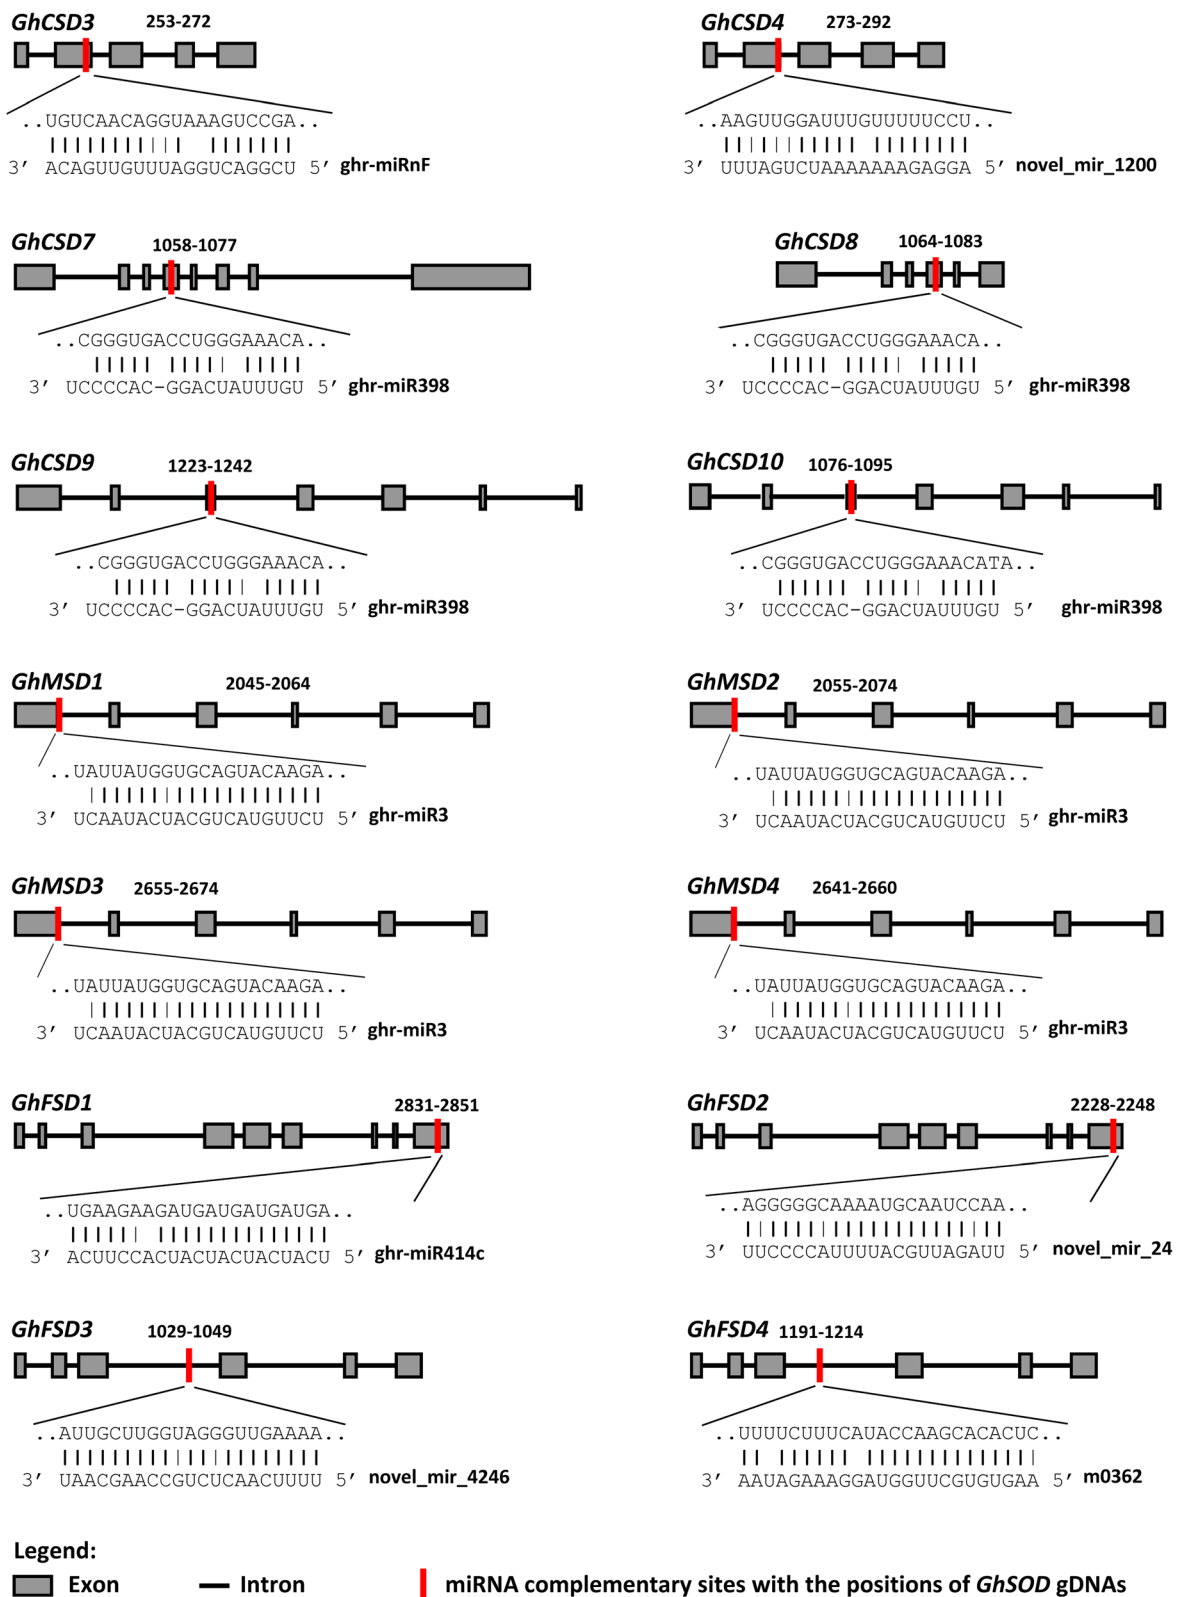 GhCSD3 253-272
..UGUCAACAGGUAAAGUCCGA..
3′ ACAGUUGUUUAGGUCAGGCU 5′ ghr-miRnF
GhCSD4 273-292
..AAGUUGGAUUUGUUUUUCCU..
3′ UUUAGUCUAAAAAAAGAGGA 5′ novel_mir_1200
GhCSD7 1058-1077
..CGGGUGACCUGGGAAACA..
3′ UCCCCAC-GGACUAUUUGU 5′ ghr-miR398
GhCSD8 1064-1083
..CGGGUGACCUGGGAAACA..
3′ UCCCCAC-GGACUAUUUGU 5′ ghr-miR398
GhCSD9 1223-1242
..CGGGUGACCUGGGAAACA..
3′ UCCCCAC-GGACUAUUUGU 5′ ghr-miR398
GhCSD10 1076-1095
..CGGGUGACCUGGGAAACATA..
3′ UCCCCAC-GGACUAUUUGU 5′ ghr-miR398
GhMSD1 2045-2064
..UAUUAUGGUGCAGUACAAGA..
3′ UCAAUACUACGUCAUGUUCU 5′ ghr-miR3
GhMSD2 2055-2074
..UAUUAUGGUGCAGUACAAGA..
3′ UCAAUACUACGUCAUGUUCU 5′ ghr-miR3
GhMSD3 2655-2674
..UAUUAUGGUGCAGUACAAGA..
3′ UCAAUACUACGUCAUGUUCU 5′ ghr-miR3
GhMSD4 2641-2660
..UAUUAUGGUGCAGUACAAGA..
3′ UCAAUACUACGUCAUGUUCU 5′ ghr-miR3
GhFSD1 2831-2851
..UGAAGAAGAUGAUGAUGAUGA..
3′ ACUUCCACUACUACUACUACU 5′ ghr-miR414c
GhFSD2 2228-2248
..AGGGGGCAAAAUGCAAUCCAA..
3′ UUCCCCAUUUUACGUUAGAUU 5′ novel_mir_24
GhFSD3 1029-1049
..AUUGCUUGGUAGGGUUGAAAA..
3′ UAACGAACCGUCUCAACUUUU 5′ novel_mir_4246
GhFSD4 1191-1214
..UUUUCUUUCAUACCAAGCACACUC..
3′ AAUAGAAAGGAUGGUUCGUGUGAA 5′ m0362
Legend:
Exon Intron miRNA complementary sites with the positions of GhSOD gDNAs